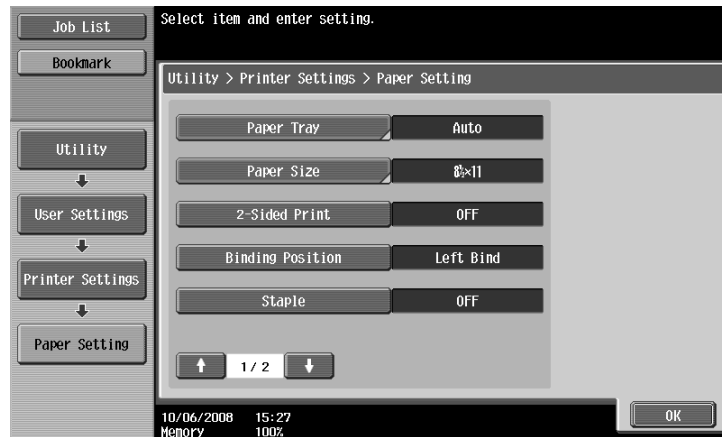 Job List
Bookmark
Select item and enter setting.
Utility > Printer Settings > Paper Setting
Utility
User Settings
Printer Settings
Paper Setting
Paper Tray Auto
Paper Size 8½×11
2-Sided Print OFF
Binding Position Left Bind
Staple OFF
1/ 2
10/06/2008 15:27
Memory 100%
OK